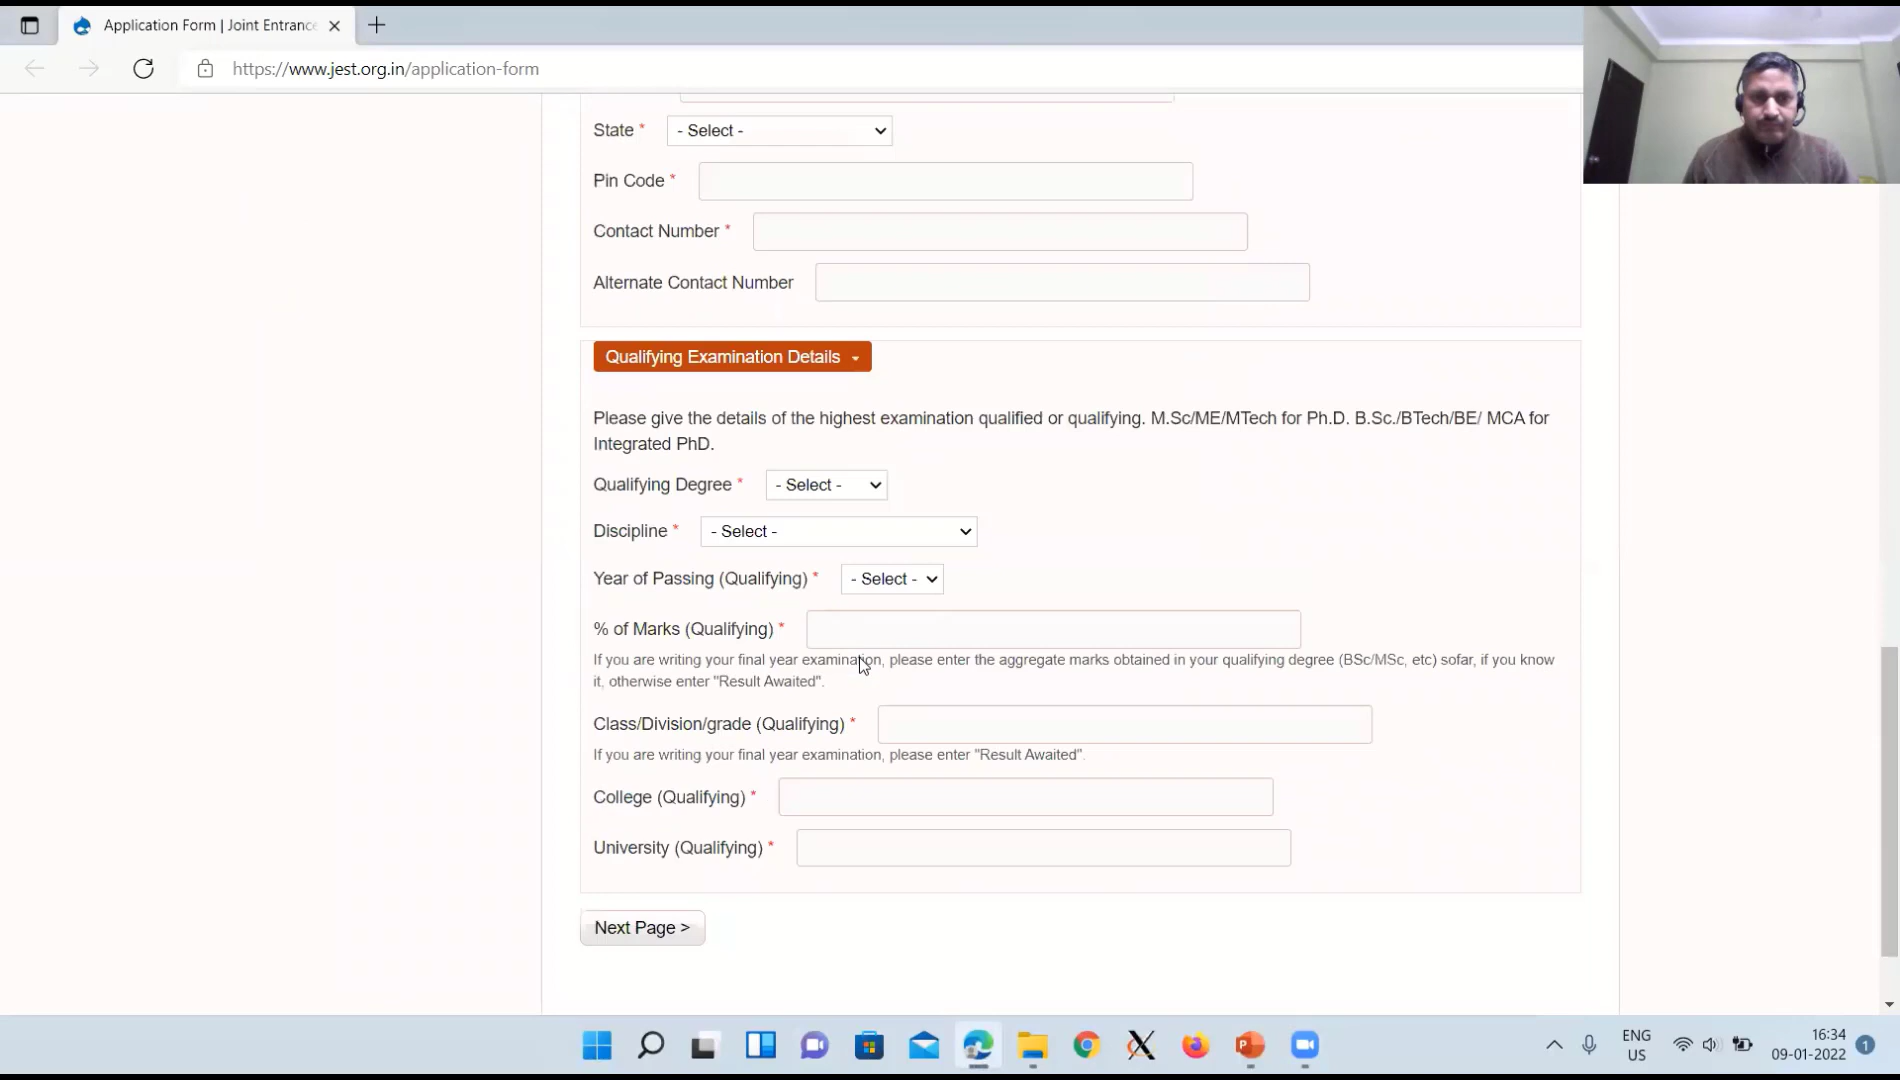 Application Form | Joint Entranc
https://www.jest.org.in/application-form
State *
- Select -
Pin Code *
Contact Number *
Alternate Contact Number
Qualifying Examination Details
Please give the details of the highest examination qualified or qualifying. M.Sc/ME/MTech for Ph.D. B.Sc./BTech/BE/ MCA for
Integrated PhD.
Qualifying Degree *
- Select -
Discipline *
- Select -
Year of Passing (Qualifying) *
- Select -
% of Marks (Qualifying) *
If you are writing your final year examination, please enter the aggregate marks obtained in your qualifying degree (BSc/MSc, etc) sofar, if you know
it, otherwise enter "Result Awaited".
Class/Division/grade (Qualifying) *
If you are writing your final year examination, please enter "Result Awaited".
College (Qualifying) *
University (Qualifying) *
Next Page >
ENG
US
16:34
09-01-2022
1